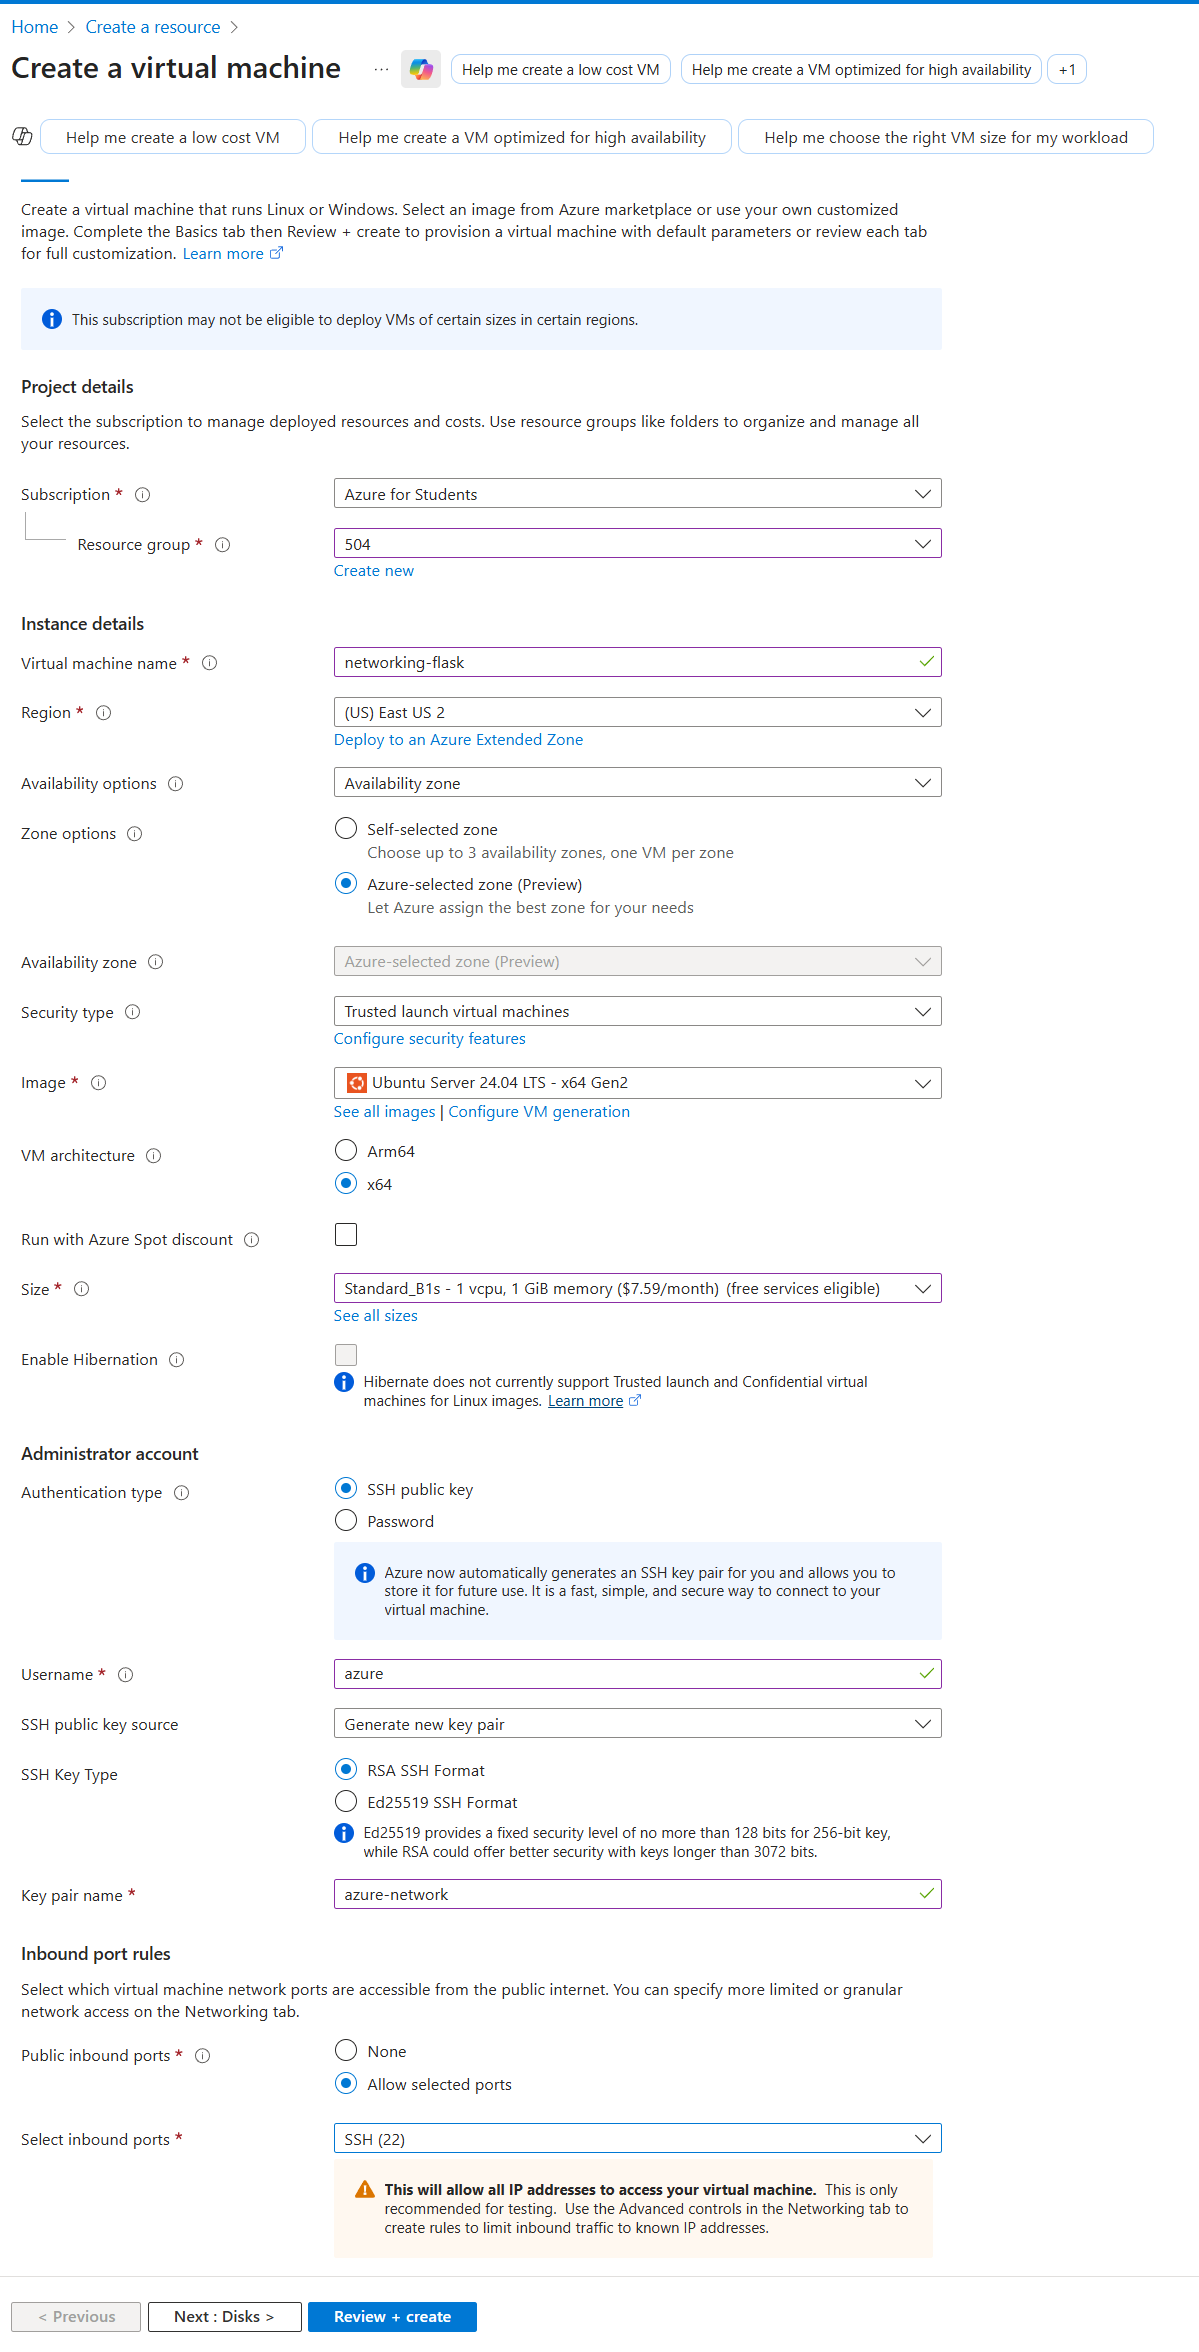 Home > Create a resource >
Create a virtual machine ... Help me create a low cost VM Help me create a VM optimized for high availability +1
Help me create a low cost VM Help me create a VM optimized for high availability Help me choose the right VM size for my workload
Create a virtual machine that runs Linux or Windows. Select an image from Azure marketplace or use your own customized
image. Complete the Basics tab then Review + create to provision a virtual machine with default parameters or review each tab
for full customization. Learn more
This subscription may not be eligible to deploy VMs of certain sizes in certain regions.
Project details
Select the subscription to manage deployed resources and costs. Use resource groups like folders to organize and manage all
your resources.
Subscription * Azure for Students
Resource group * 504
Create new
Instance details
Virtual machine name * networking-flask
Region * (US) East US 2
Deploy to an Azure Extended Zone
Availability options Availability zone
Zone options Self-selected zone
Choose up to 3 availability zones, one VM per zone
Azure-selected zone (Preview)
Let Azure assign the best zone for your needs
Availability zone Azure-selected zone (Preview)
Security type Trusted launch virtual machines
Configure security features
Image * Ubuntu Server 24.04 LTS - x64 Gen2
See all images | Configure VM generation
VM architecture Arm64
x64
Run with Azure Spot discount
Size * Standard_B1s - 1 vcpu, 1 GiB memory ($7.59/month) (free services eligible)
See all sizes
Enable Hibernation
Hibernate does not currently support Trusted launch and Confidential virtual
machines for Linux images. Learn more
Administrator account
Authentication type SSH public key
Password
Azure now automatically generates an SSH key pair for you and allows you to
store it for future use. It is a fast, simple, and secure way to connect to your
virtual machine.
Username * azure
SSH public key source Generate new key pair
SSH Key Type RSA SSH Format
Ed25519 SSH Format
Ed25519 provides a fixed security level of no more than 128 bits for 256-bit key,
while RSA could offer better security with keys longer than 3072 bits.
Key pair name * azure-network
Inbound port rules
Select which virtual machine network ports are accessible from the public internet. You can specify more limited or granular
network access on the Networking tab.
Public inbound ports * None
Allow selected ports
Select inbound ports * SSH (22)
This will allow all IP addresses to access your virtual machine. This is only
recommended for testing. Use the Advanced controls in the Networking tab to
create rules to limit inbound traffic to known IP addresses.
< Previous Next : Disks > Review + create